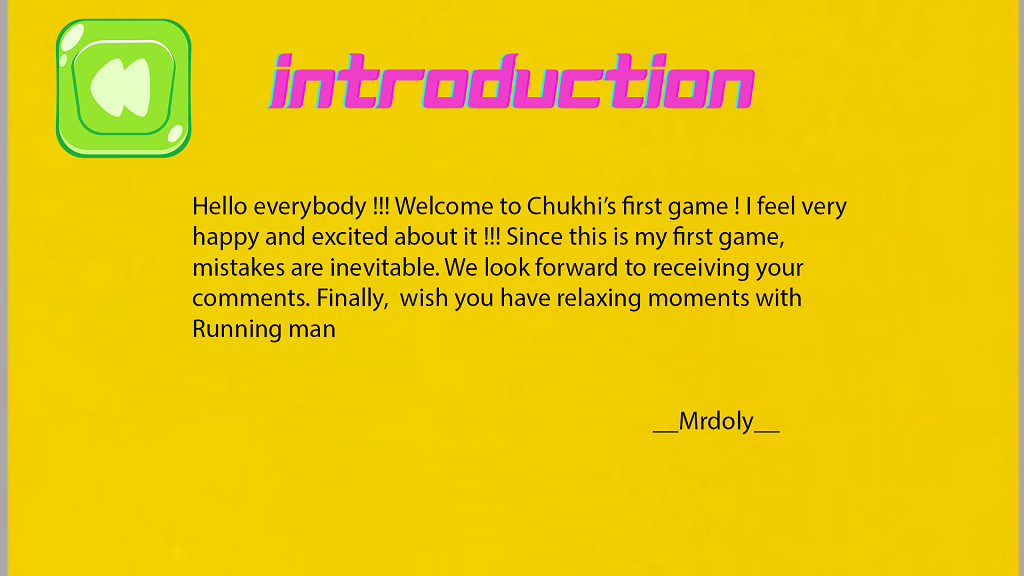 introduction
Hello everybody !!! Welcome to Chukhi’s first game ! I feel very
happy and excited about it !!! Since this is my first game,
mistakes are inevitable. We look forward to receiving your
comments. Finally,  wish you have relaxing moments with
Running man
__Mrdoly__